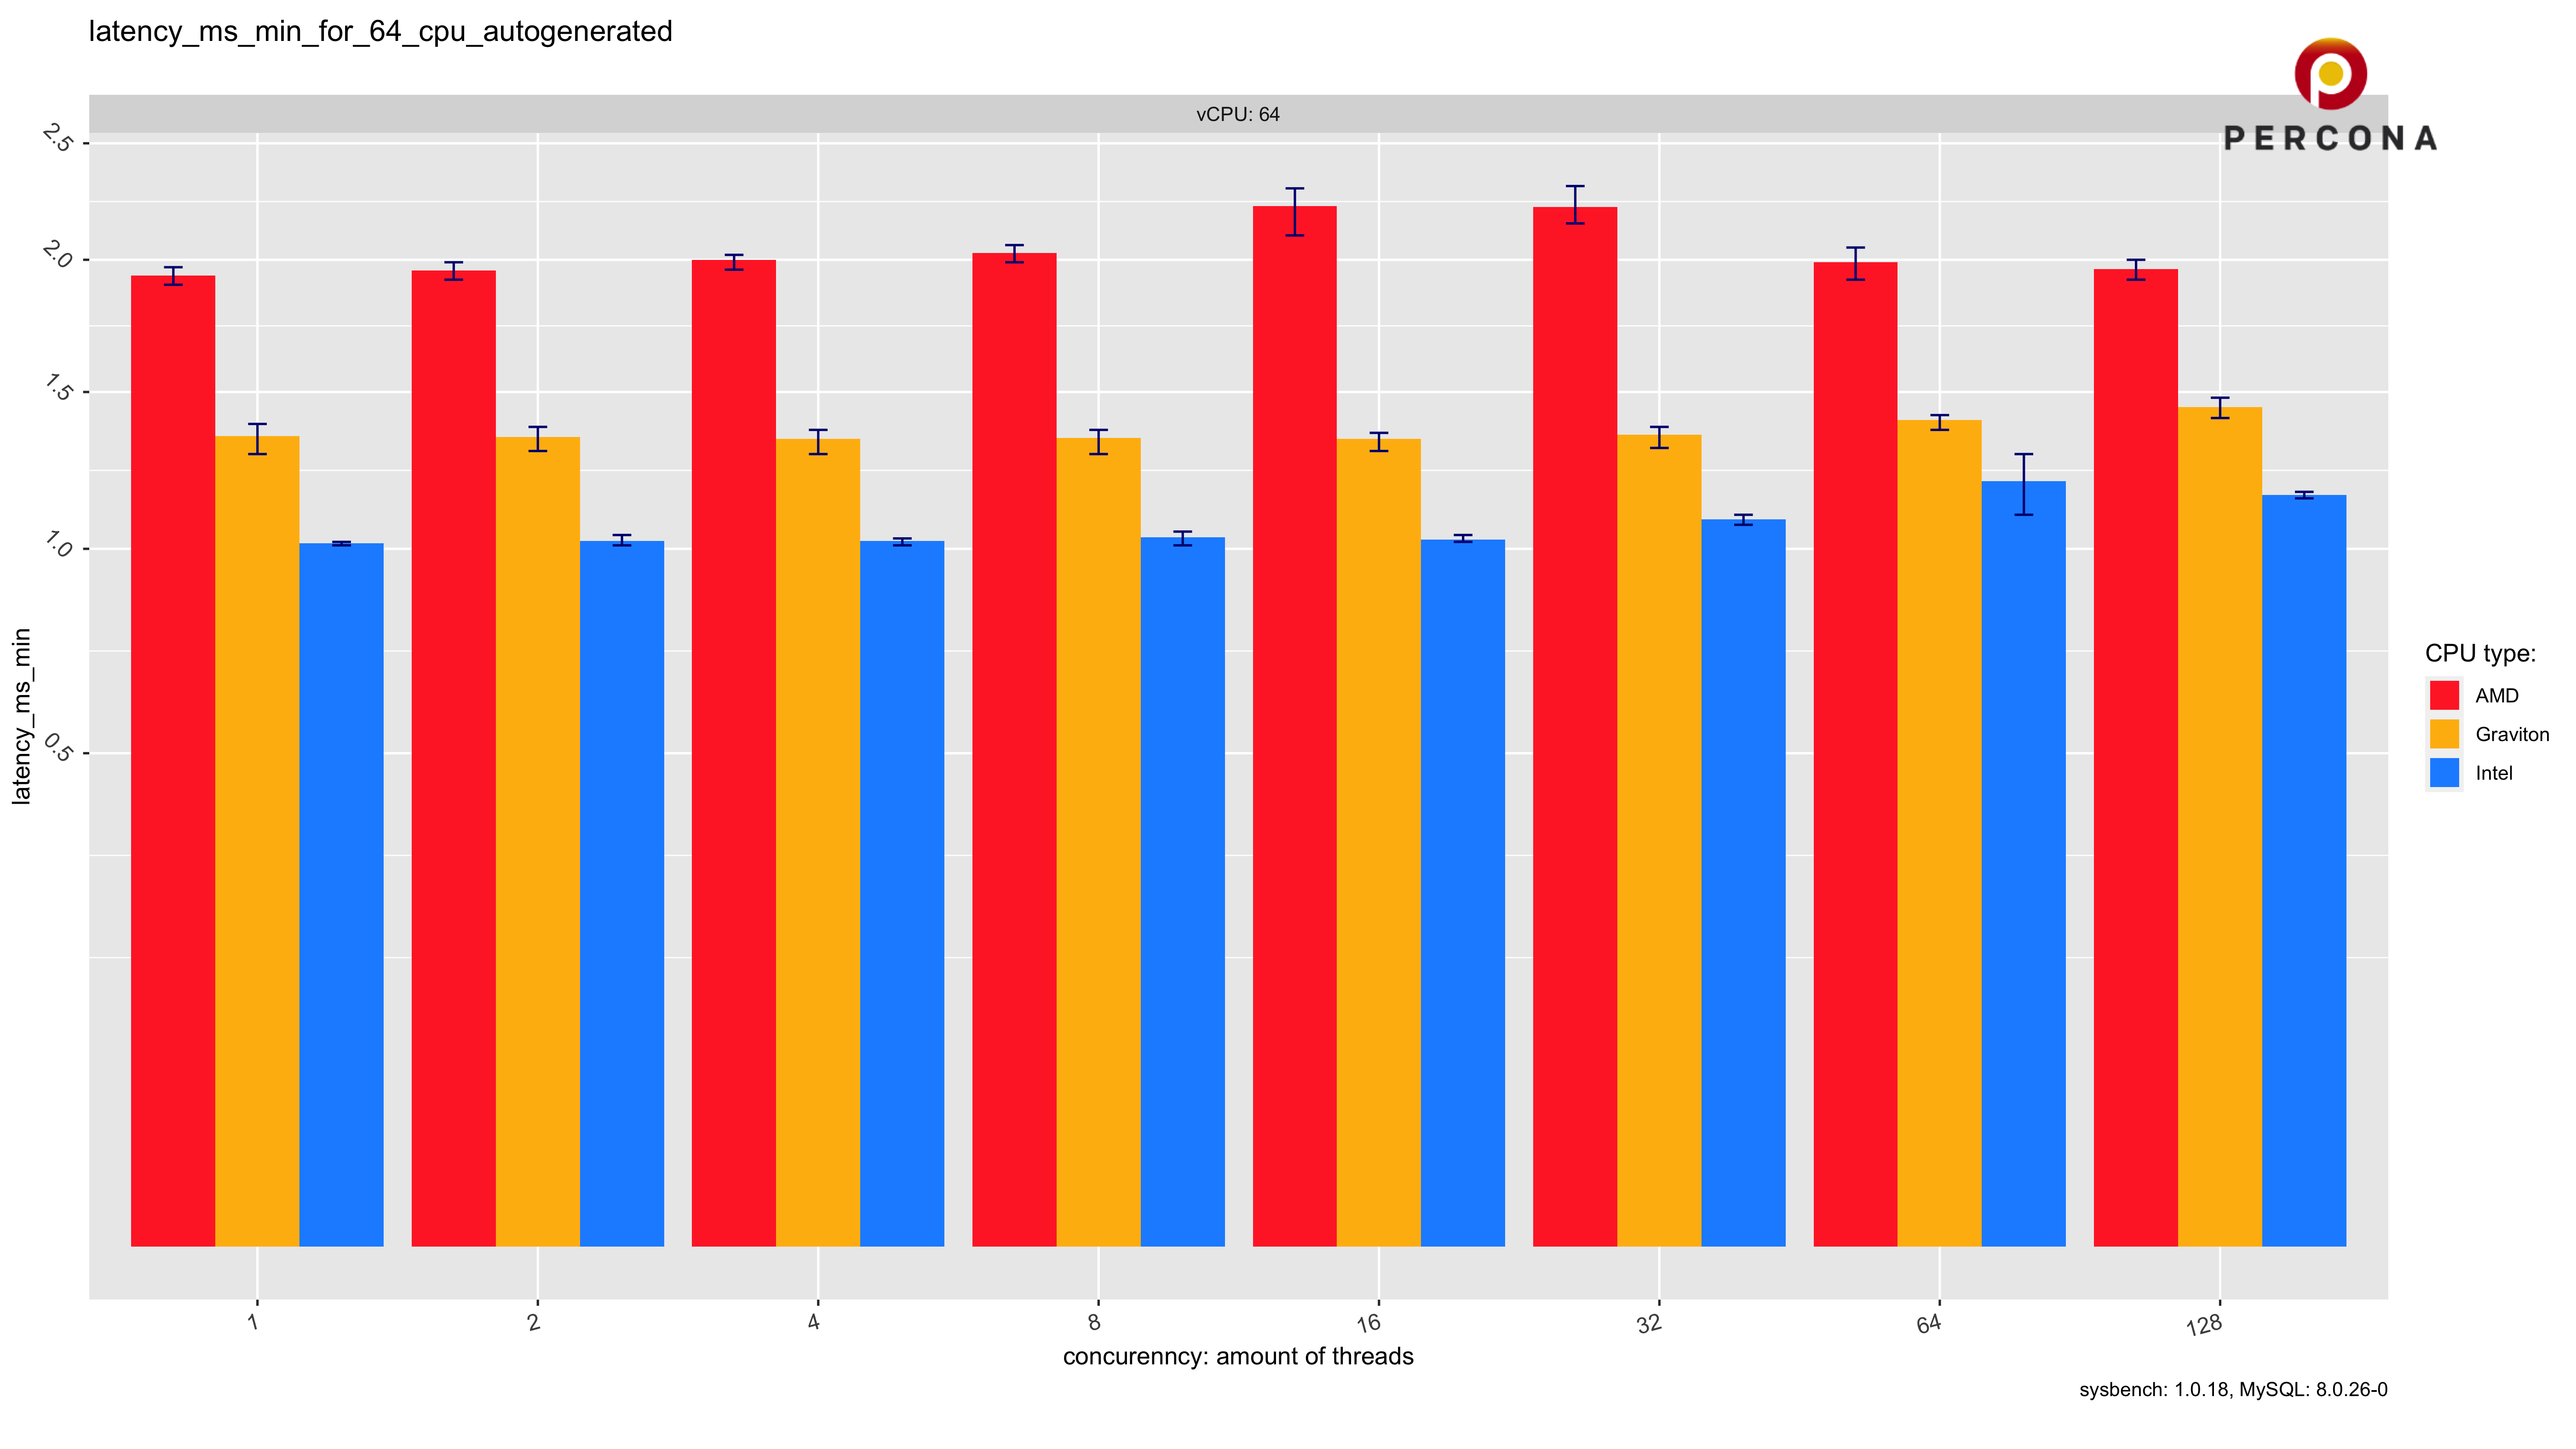 latency_ms_min_for_64_cpu_autogenerated
PERCONA
vCPU: 64
2.5
2.0
1.5
1.0
0.5
latency_ms_min
CPU type:
AMD
Graviton
Intel
1
2
4
8
16
32
64
128
concurenncy: amount of threads
sysbench: 1.0.18, MySQL: 8.0.26-0